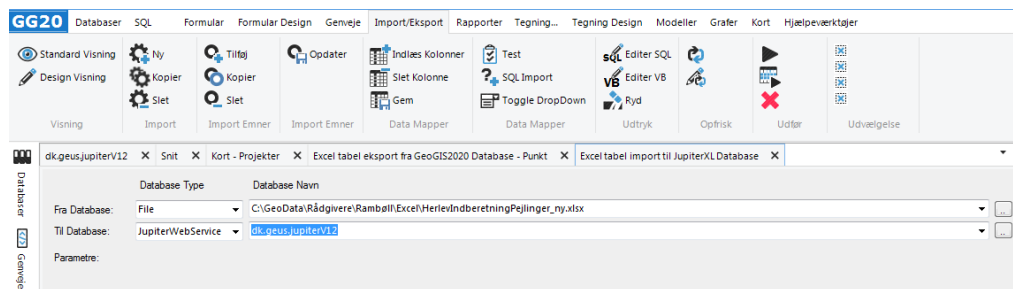 GG20 Databaser SQL Formular Formular Design Genveje Import/Eksport Rapporter Tegning... Tegning Design Modeller Grafer Kort Hjælpeværktøjer
Standard Visning Ny Tilføj Opdater Indlæs Kolonner Test SQL Editer SQL
Design Visning Kopier Kopier Slet Kolonne SQL Import VB Editer VB
Slet Slet Gem Toggle DropDown Ryd
Visning Import Import Emner Import Emner Data Mapper Data Mapper Udtryk Opfrisk Udfør Udvælgelse
dk.geus.jupiterV12 Snit Kort - Projekter Excel tabel eksport fra GeoGIS2020 Database - Punkt Excel tabel import til JupiterXL Database
Databaser
Genveje
Database Type Database Navn
Fra Database: File C:\GeoData\Rådgivere\Rambøll\Excel\HerlevIndberetningPejlinger_ny.xlsx ..
Til Database: JupiterWebService dk.geus.jupiterV12 ..
Parametre: